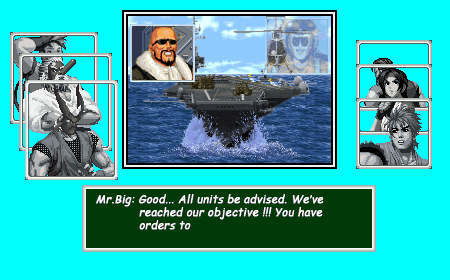 Mr.Big: Good... All units be advised. We've
reached our objective !!! You have
orders to